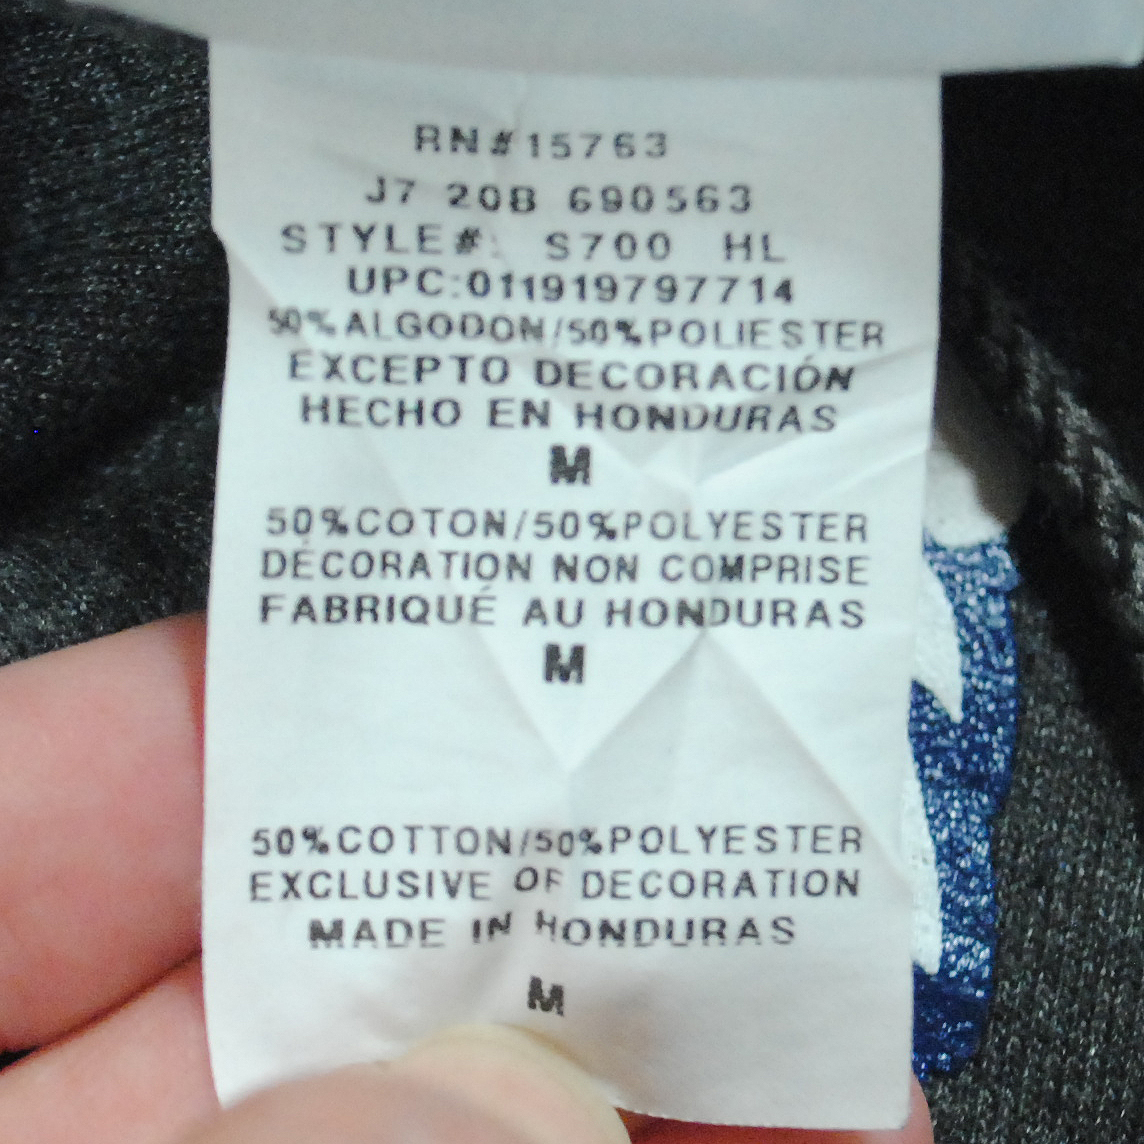 RN#15763
J7 20B 690563
STYLE#: S700 HL
UPC:011919797714
50%ALGODON/50%POLIESTER
EXCEPTO DECORACIÓN
HECHO EN HONDURAS
M
50%COTON/50%POLYESTER
DÉCORATION NON COMPRISE
FABRIQUÉ AU HONDURAS
M
50%COTTON/50%POLYESTER
EXCLUSIVE OF DECORATION
MADE IN HONDURAS
M